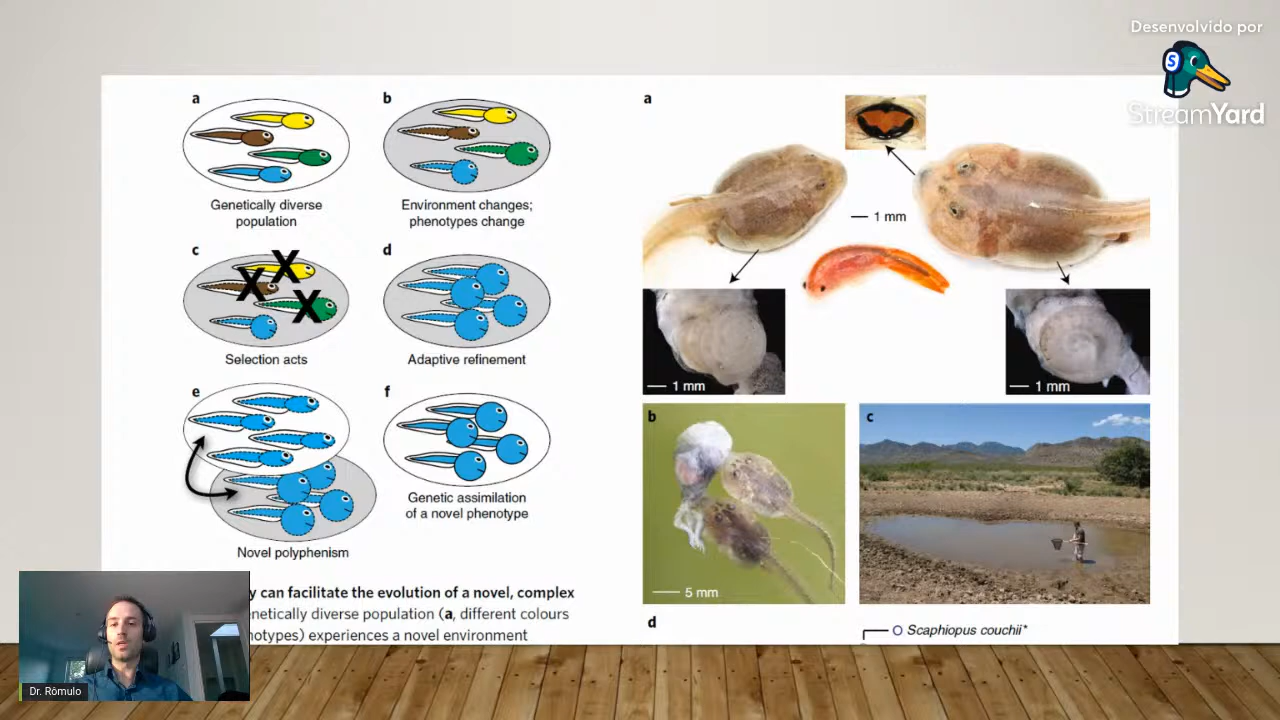 Desenvolvido por
S
StreamYard
a
b
Genetically diverse
population
Environment changes;
phenotypes change
c
X X X
d
Selection acts
Adaptive refinement
e
f
Genetic assimilation
of a novel phenotype
Novel polyphenism
y can facilitate the evolution of a novel, complex
enetically diverse population (a, different colours
notypes) experiences a novel environment
a
1 mm
1 mm
1 mm
b
5 mm
c
d
Scaphiopus couchii*
Dr. Rômulo